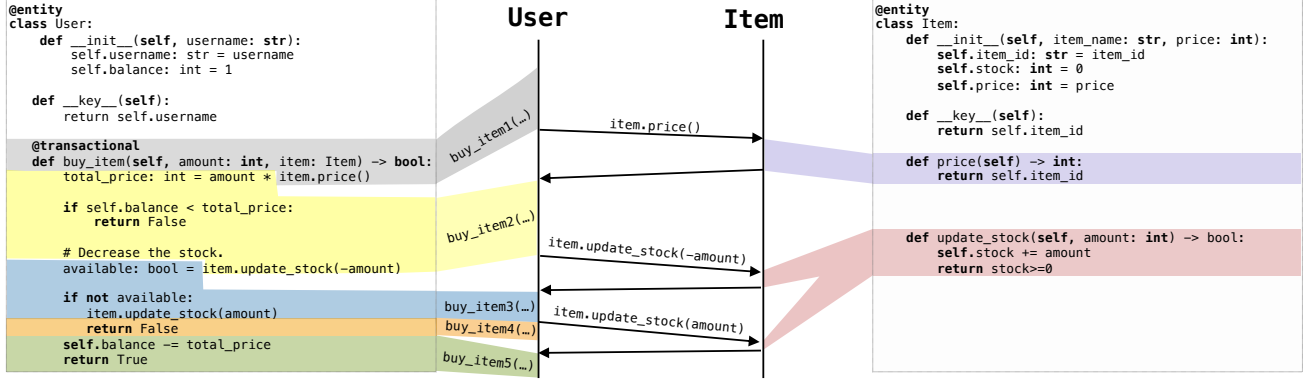 @entity
class User:
def __init__(self, username: str):
self.username: str = username
self.balance: int = 1
def __key__(self):
return self.username
@transactional
def buy_item(self, amount: int, item: Item) -> bool:
total_price: int = amount * item.price()
if self.balance < total_price:
return False
# Decrease the stock.
available: bool = item.update_stock(-amount)
if not available:
item.update_stock(amount)
return False
self.balance -= total_price
return True
buy_item1(…)
buy_item2(…)
buy_item3(…)
buy_item4(…)
buy_item5(…)
User
Item
item.price()
item.update_stock(-amount)
item.update_stock(amount)
@entity
class Item:
def __init__(self, item_name: str, price: int):
self.item_id: str = item_id
self.stock: int = 0
self.price: int = price
def __key__(self):
return self.item_id
def price(self) -> int:
return self.item_id
def update_stock(self, amount: int) -> bool:
self.stock += amount
return stock>=0